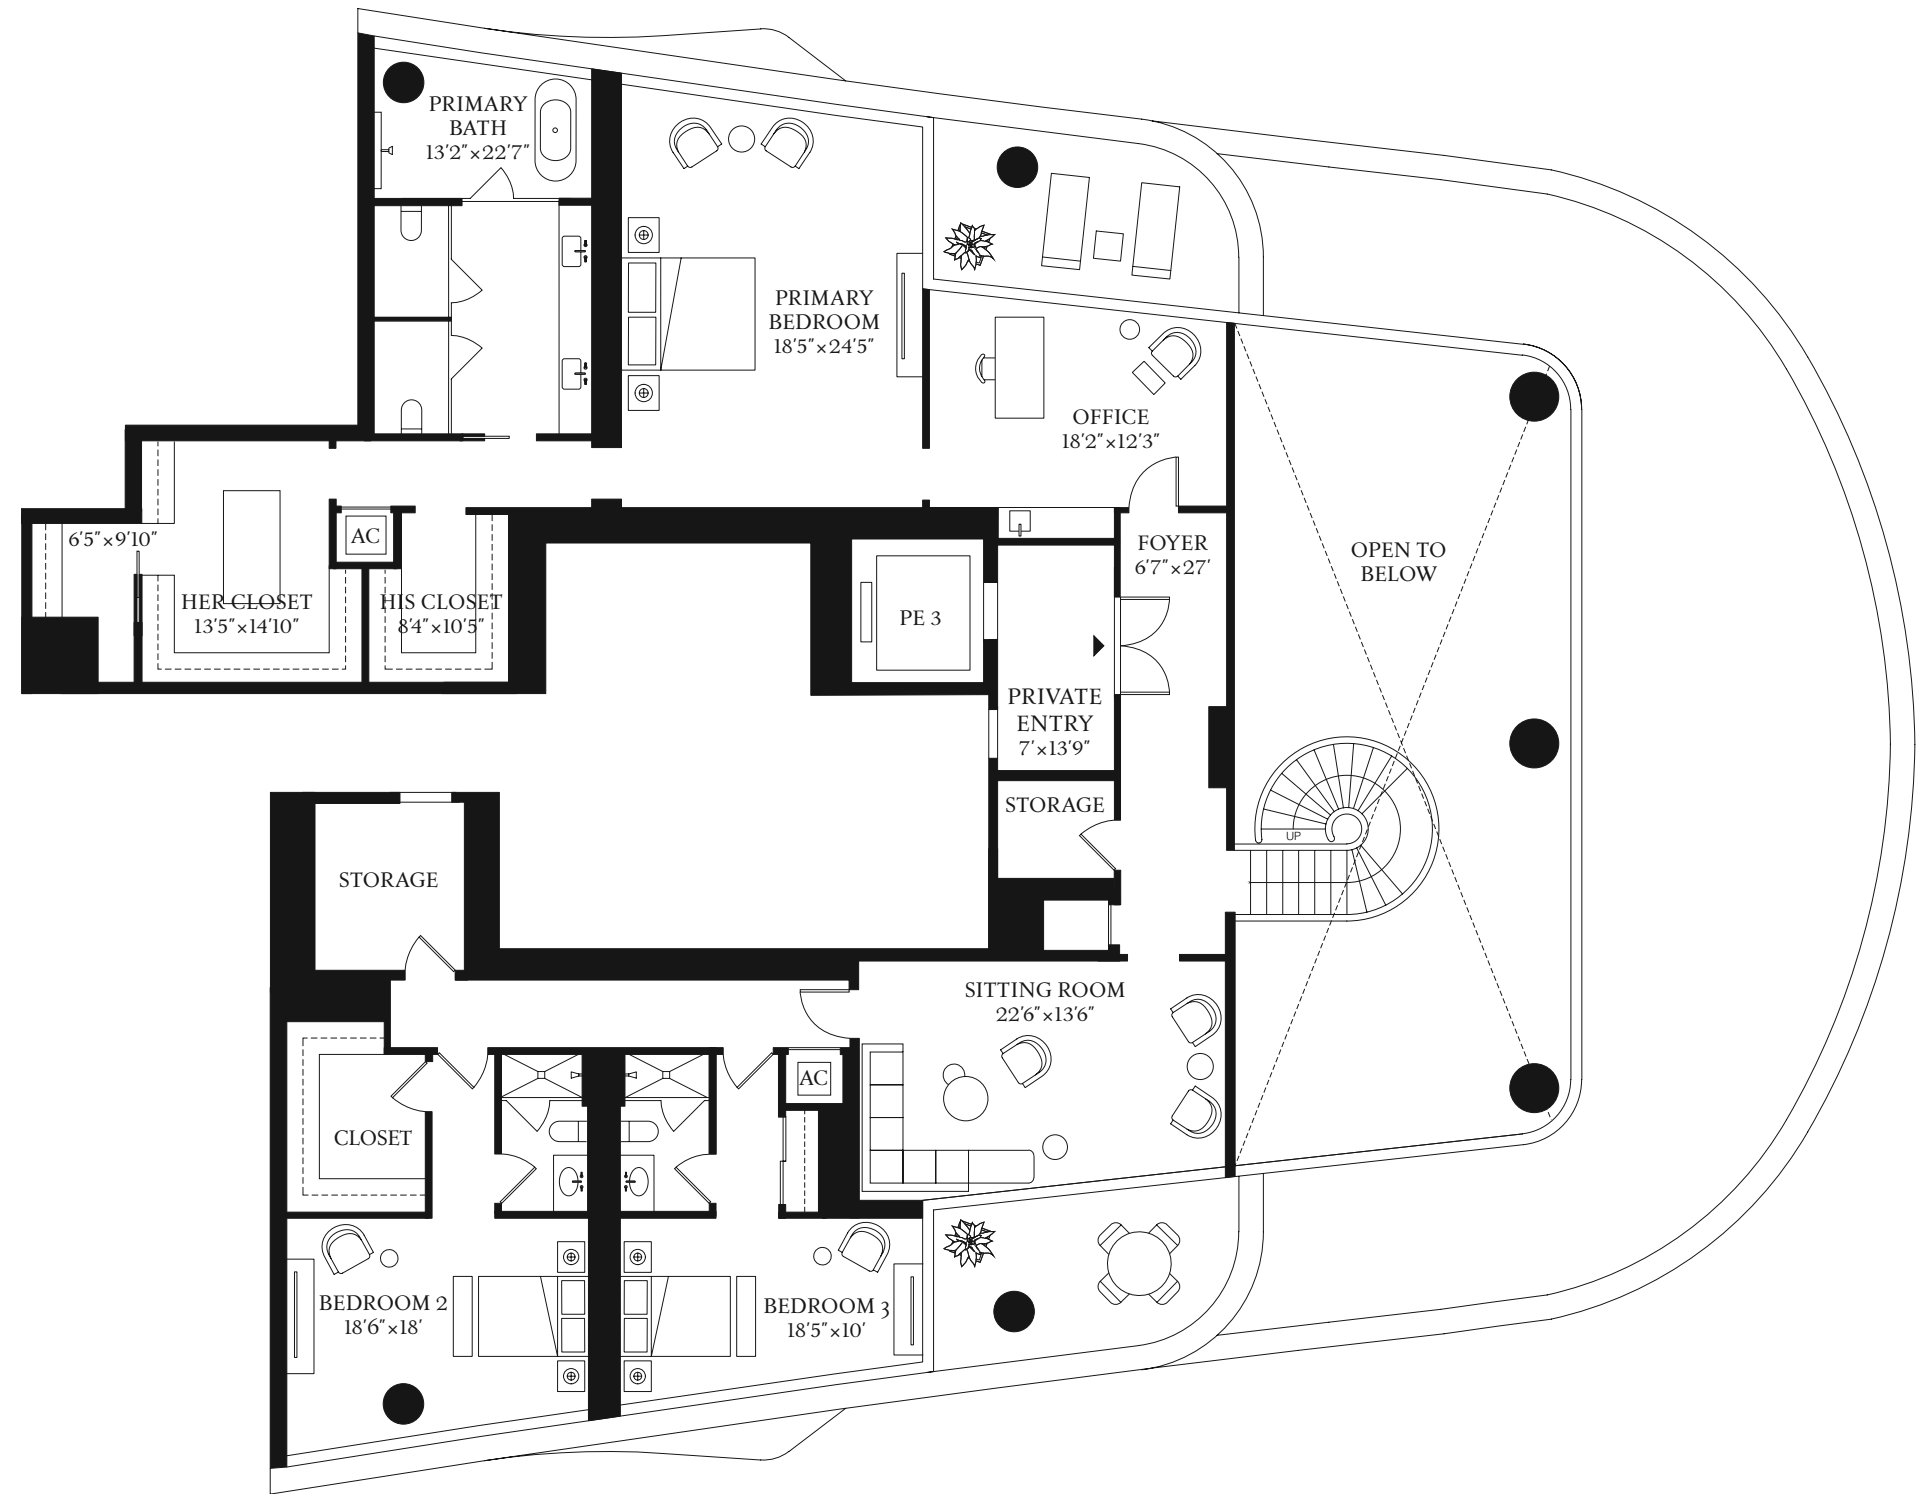 PRIMARY
BATH
13'2"×22'7"
PRIMARY
BEDROOM
18'5"×24'5"
OFFICE
18'2"×12'3"
6'5"×9'10"
AC
HER CLOSET
13'5"×14'10"
HIS CLOSET
8'4"×10'5"
PE 3
FOYER
6'7"×27'
OPEN TO
BELOW
PRIVATE
ENTRY
7'×13'9"
STORAGE
UP
STORAGE
SITTING ROOM
22'6"×13'6"
AC
CLOSET
BEDROOM 2
18'6"×18'
BEDROOM 3
18'5"×10'